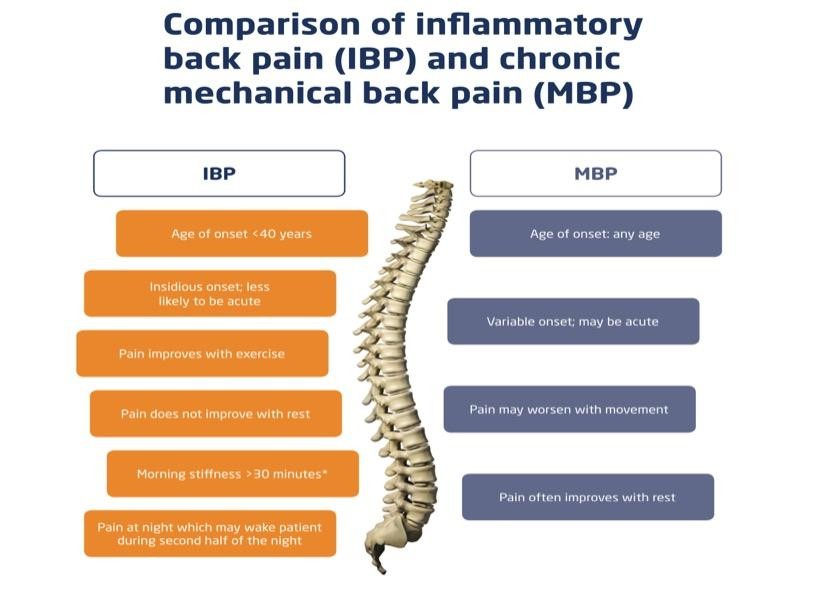 Comparison of inflammatory
back pain (IBP) and chronic
mechanical back pain (MBP)
IBP
Age of onset <40 years
Insidious onset; less
likely to be acute
Pain improves with exercise
Pain does not improve with rest
Morning stiffness >30 minutes*
Pain at night which may wake patient
during second half of the night
MBP
Age of onset: any age
Variable onset; may be acute
Pain may worsen with movement
Pain often improves with rest